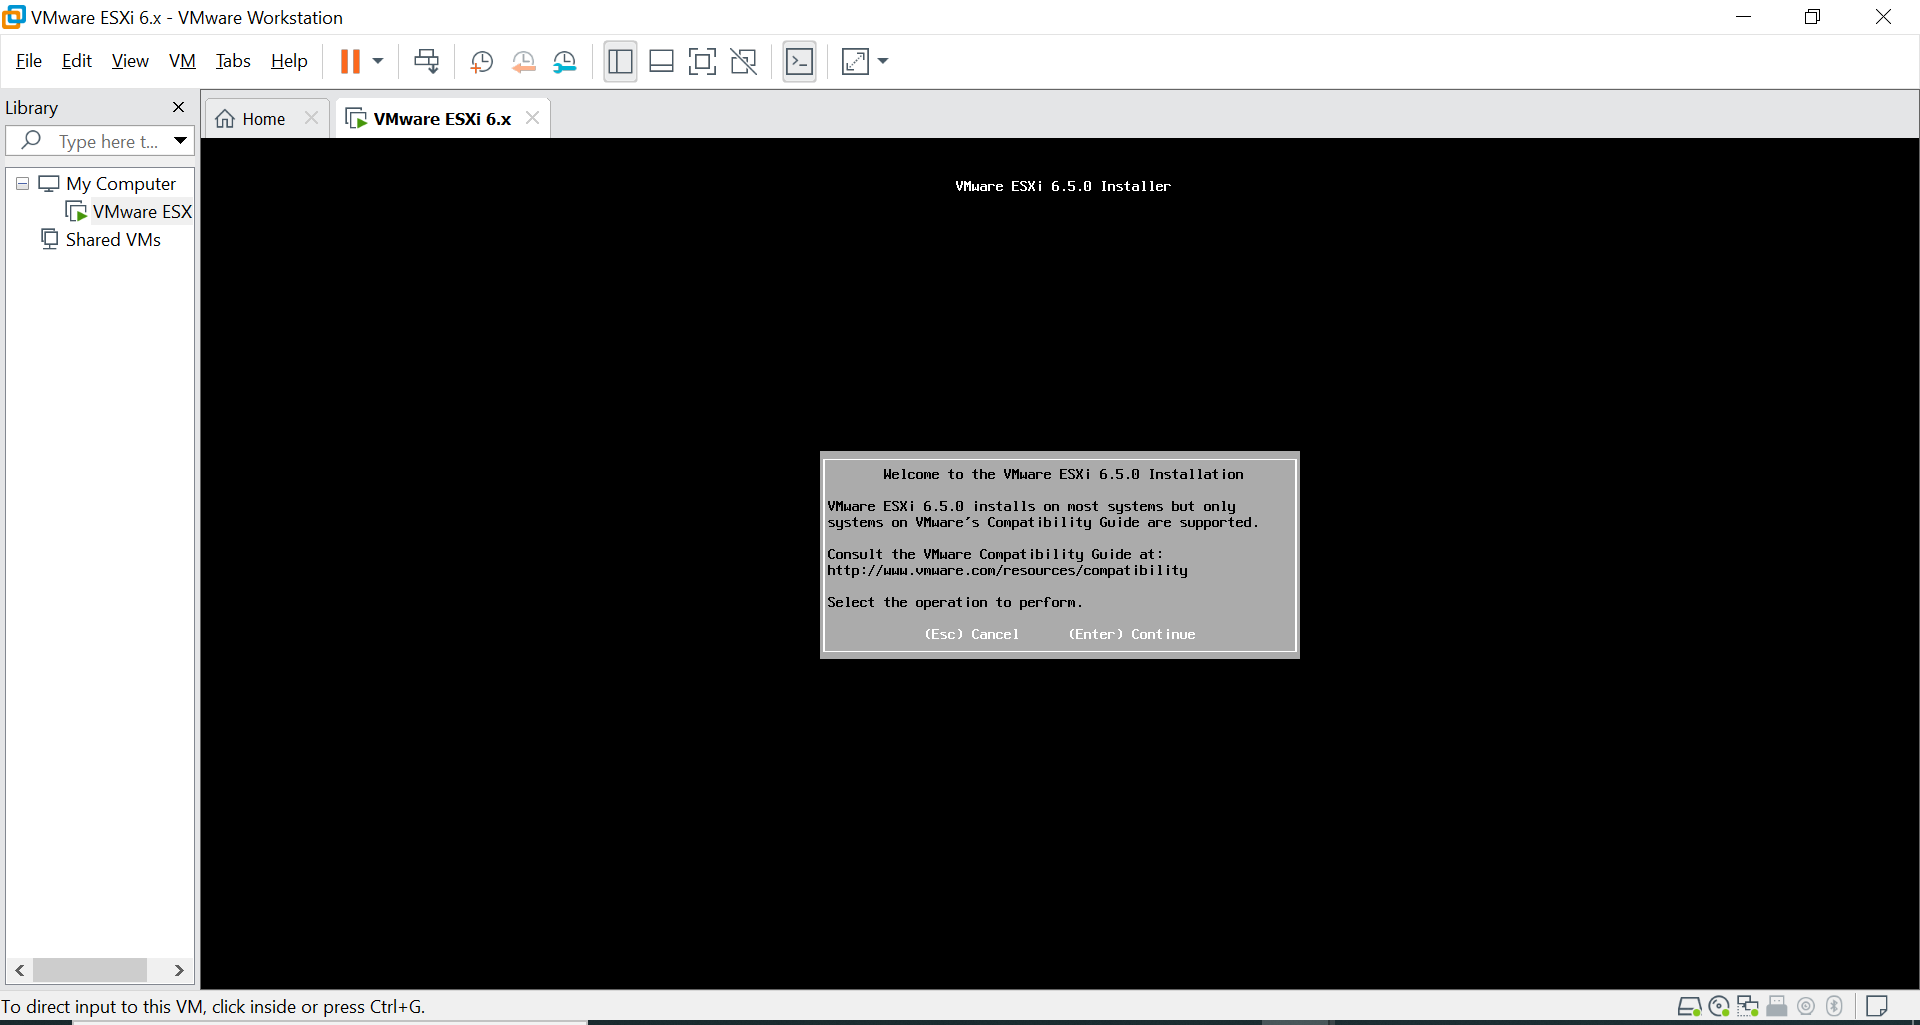 VMware ESXi 6.x - VMware Workstation
File Edit View VM Tabs Help
Library
Type here t...
My Computer
VMware ESX
Shared VMs
Home
VMware ESXi 6.x
VMware ESXi 6.5.0 Installer
Welcome to the VMware ESXi 6.5.0 Installation
VMware ESXi 6.5.0 installs on most systems but only
systems on VMware's Compatibility Guide are supported.
Consult the VMware Compatibility Guide at:
http://www.vmware.com/resources/compatibility
Select the operation to perform.
(Esc) Cancel (Enter) Continue
To direct input to this VM, click inside or press Ctrl+G.